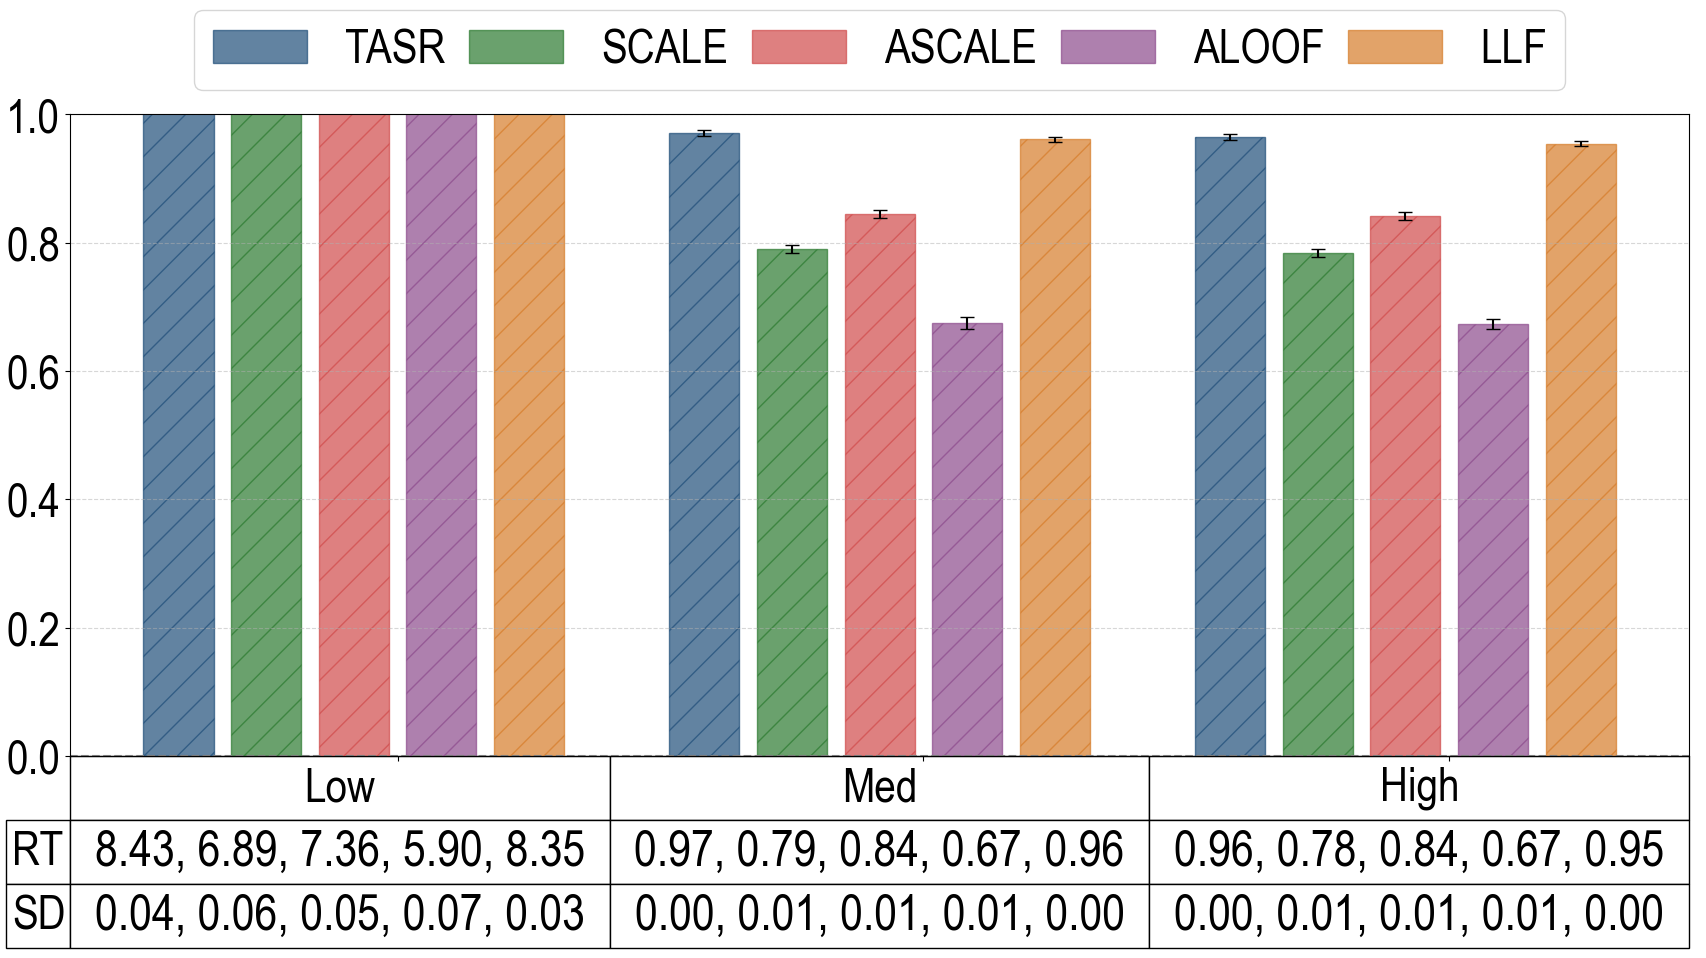 TASR SCALE ASCALE ALOOF LLF
1.0
0.8
0.6
0.4
0.2
0.0
Low Med High
RT 8.43, 6.89, 7.36, 5.90, 8.35 0.97, 0.79, 0.84, 0.67, 0.96 0.96, 0.78, 0.84, 0.67, 0.95
SD 0.04, 0.06, 0.05, 0.07, 0.03 0.00, 0.01, 0.01, 0.01, 0.00 0.00, 0.01, 0.01, 0.01, 0.00